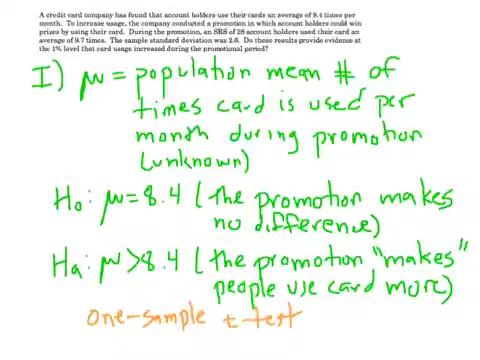 A credit card company has found that account holders use their cards an average of 8.4 times per
month. To increase usage, the company conducted a promotion in which account holders could win
prizes by using their card. During the promotion, an SRS of 28 account holders used their card an
average of 9.7 times. The sample standard deviation was 2.6. Do these results provide evidence at
the 1% level that card usage increased during the promotional period?
I) μ = population mean # of
times card is used per
month during promotion
(unknown)
H₀: μ=8.4 (the promotion makes
no difference)
Ha: μ>8.4 (the promotion "makes"
people use card more)
one-sample t-test